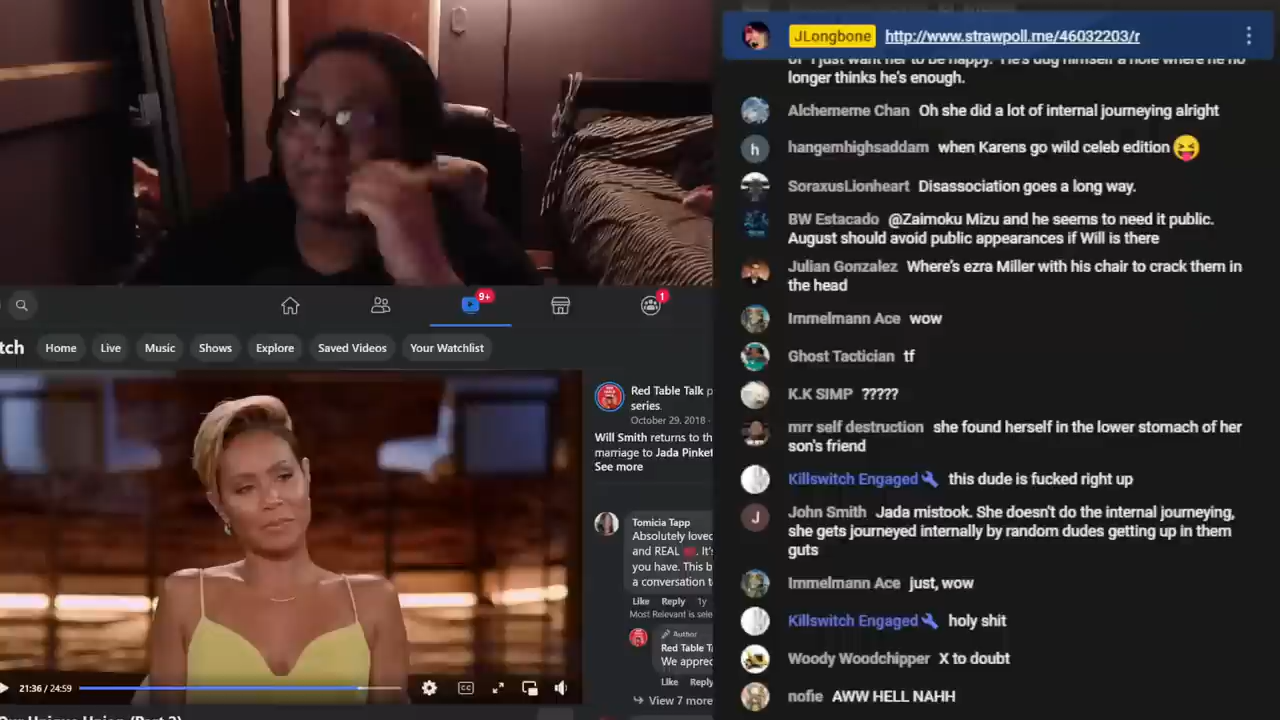 JLongbone http://www.strawpoll.me/46032203/r
of "I just want her to be happy." He's dug himself a hole where he no
longer thinks he's enough.
Alchememe Chan Oh she did a lot of internal journeying alright
h hangemhighsaddam when Karens go wild celeb edition 😝
SoraxusLionheart Disassociation goes a long way.
BW Estacado @Zaimoku Mizu and he seems to need it public.
August should avoid public appearances if Will is there
Julian Gonzalez Where's ezra Miller with his chair to crack them in
the head
Immelmann Ace wow
Ghost Tactician tf
K.K SIMP ?????
mrr self destruction she found herself in the lower stomach of her
son's friend
Killswitch Engaged this dude is fucked right up
J John Smith Jada mistook. She doesn't do the internal journeying,
she gets journeyed internally by random dudes getting up in them
guts
Immelmann Ace just, wow
Killswitch Engaged holy shit
Woody Woodchipper X to doubt
nofie AWW HELL NAHH
9+
1
tch Home Live Music Shows Explore Saved Videos Your Watchlist
Red Table Talk p
series.
October 29, 2018 ·
Will Smith returns to th
marriage to Jada Pinket
See more
Tomicia Tapp
Absolutely loved
and REAL It's
you have. This b
a conversation t
Like Reply 1y
Most Relevant is sele
Author
Red Table T
We apprec
Like Reply
View 7 more
21:36 / 24:59
CC
Our Unique Union (Part 2)